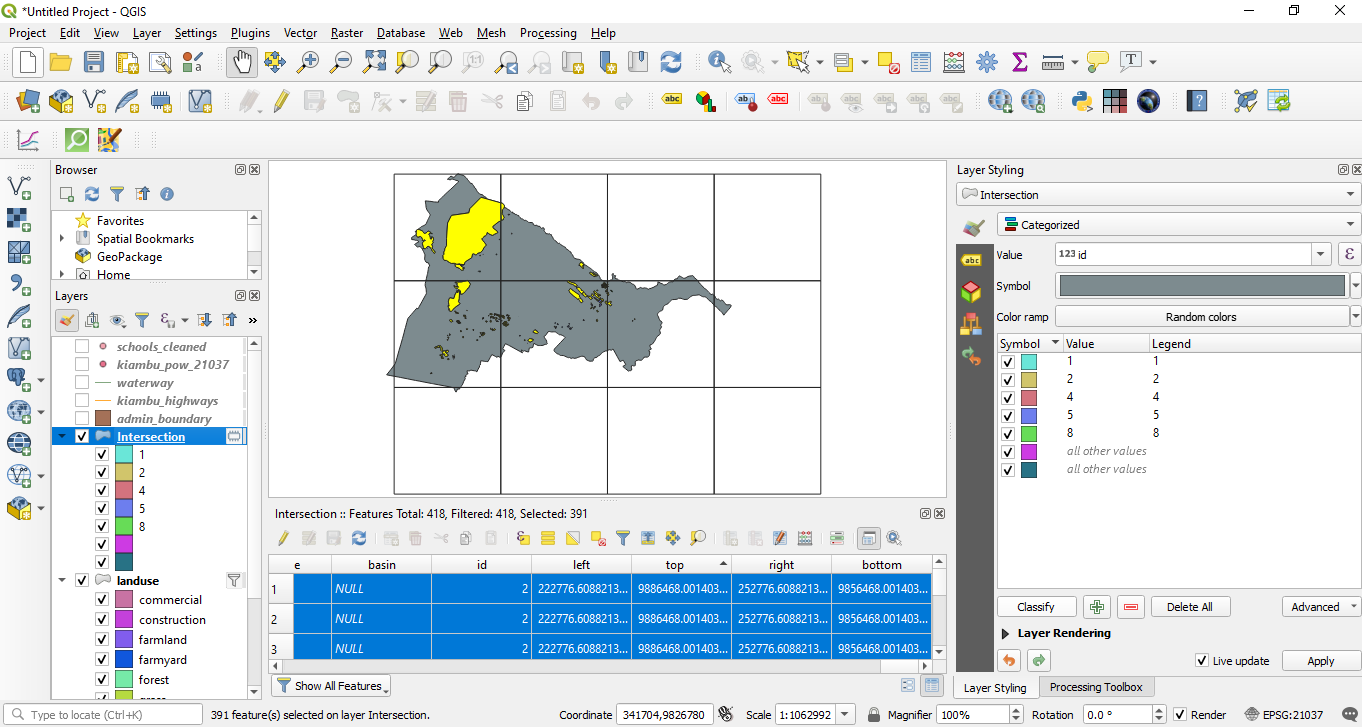 *Untitled Project - QGIS
Project Edit View Layer Settings Plugins Vector Raster Database Web Mesh Processing Help
Browser
Favorites
Spatial Bookmarks
GeoPackage
Home
Layers
schools_cleaned
kiambu_pow_21037
waterway
kiambu_highways
admin_boundary
Intersection
1
2
4
5
8
landuse
commercial
construction
farmland
farmyard
forest
Intersection :: Features Total: 418, Filtered: 418, Selected: 391
e basin id left top right bottom
1 NULL 2 222776.6088213... 9886468.001403... 252776.6088213... 9856468.001403...
2 NULL 2 222776.6088213... 9886468.001403... 252776.6088213... 9856468.001403...
3 NULL 2 222776.6088213... 9886468.001403... 252776.6088213... 9856468.001403...
Show All Features
Layer Styling
Intersection
Categorized
Value 123 id
Symbol
Color ramp Random colors
Symbol Value Legend
1 1
2 2
4 4
5 5
8 8
all other values
all other values
Classify Delete All Advanced
Layer Rendering
Live update Apply
Layer Styling Processing Toolbox
Type to locate (Ctrl+K) 391 feature(s) selected on layer Intersection. Coordinate 341704,9826780 Scale 1:1062992 Magnifier 100% Rotation 0.0 ° Render EPSG:21037